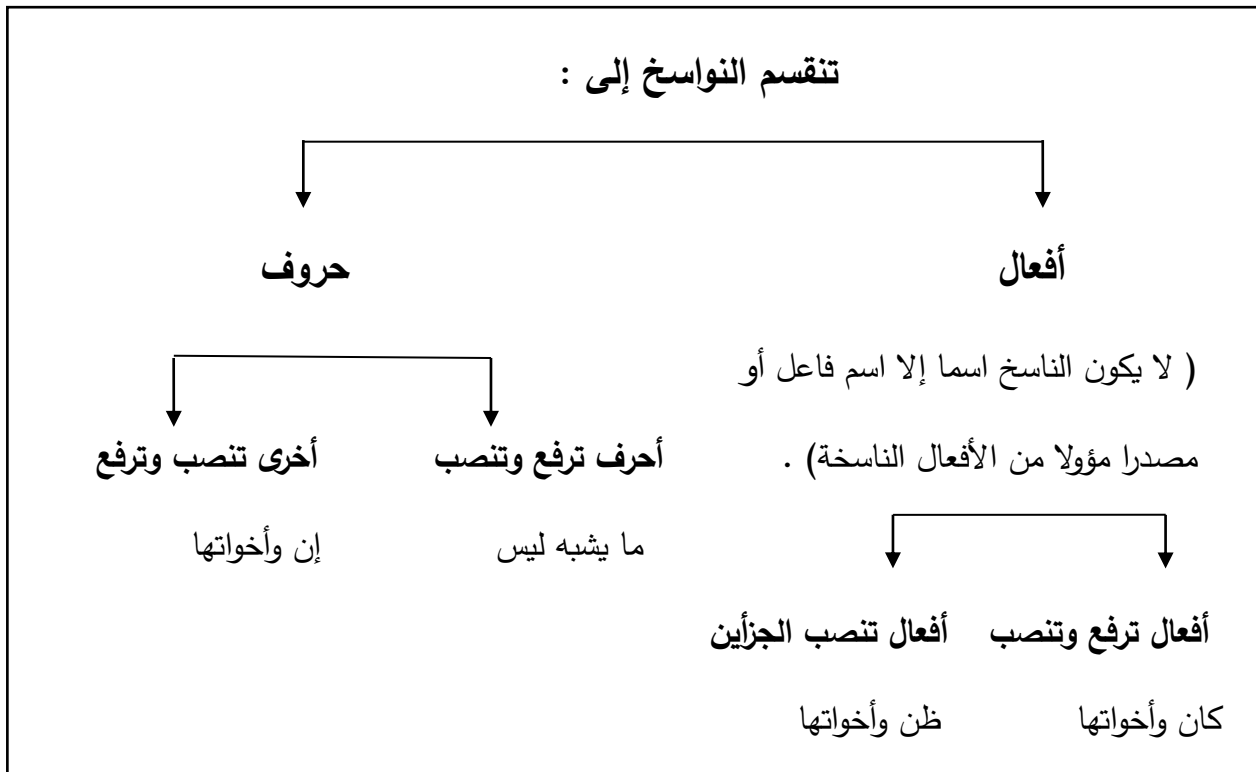 تنقسم النواسخ إلى :
أفعال
حروف
( لا يكون الناسخ اسما إلا اسم فاعل أو
مصدرا مؤولا من الأفعال الناسخة) .
أفعال ترفع وتنصب
أفعال تنصب الجزأين
كان وأخواتها
ظن وأخواتها
أحرف ترفع وتنصب
أخرى تنصب وترفع
ما يشبه ليس
إن وأخواتها